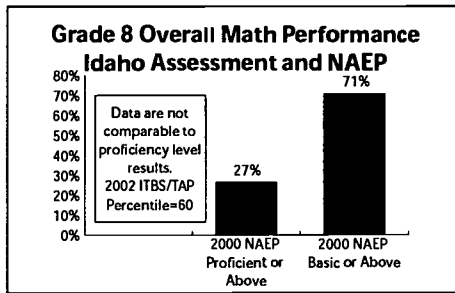 Grade 8 Overall Math Performance
Idaho Assessment and NAEP
80%
70%
60%
50%
40%
30%
20%
10%
0%
Data are not
comparable to
proficiency level
results.
2002 ITBS/TAP
Percentile=60
27%
71%
2000 NAEP
Proficient or
Above
2000 NAEP
Basic or Above